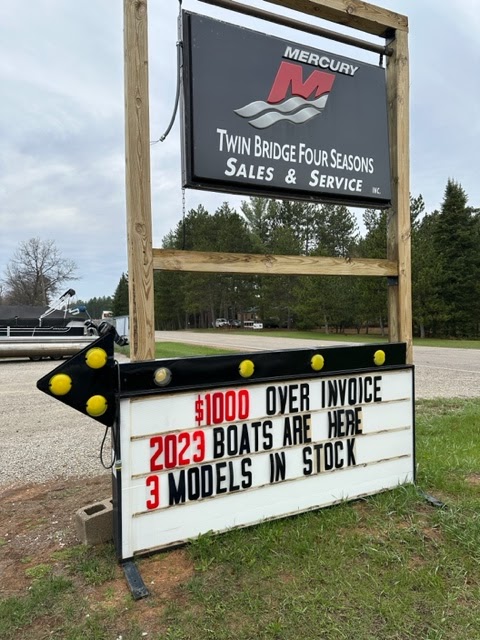 MERCURY
M
TWIN BRIDGE FOUR SEASONS
SALES & SERVICE INC.
$1000 OVER INVOICE
2023 BOATS ARE HERE
3 MODELS IN STOCK